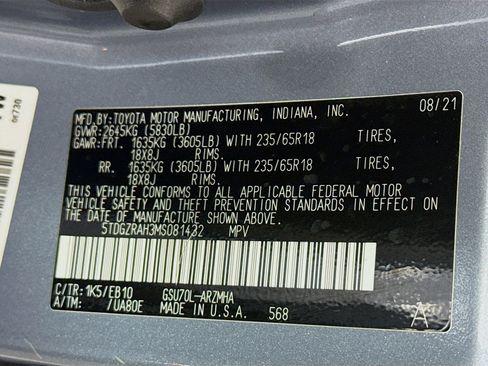 MFD.BY:TOYOTA MOTOR MANUFACTURING, INDIANA, INC. 08/21
GVWR:2645KG (5830LB)
GAWR:FRT. 1635KG (3605LB) WITH 235/65R18 TIRES,
18X8J RIMS.
RR. 1635KG (3605LB) WITH 235/65R18 TIRES,
18X8J RIMS.
THIS VEHICLE CONFORMS TO ALL APPLICABLE FEDERAL MOTOR
VEHICLE SAFETY AND THEFT PREVENTION STANDARDS IN EFFECT
ON THE DATE OF MANUFACTURE SHOWN ABOVE.
5TDGZRAH3MS081432 MPV
C/TR: 1K5/EB10 GSU70L-ARZMHA
A/TM: /UA80E MADE IN U.S.A. 568 A